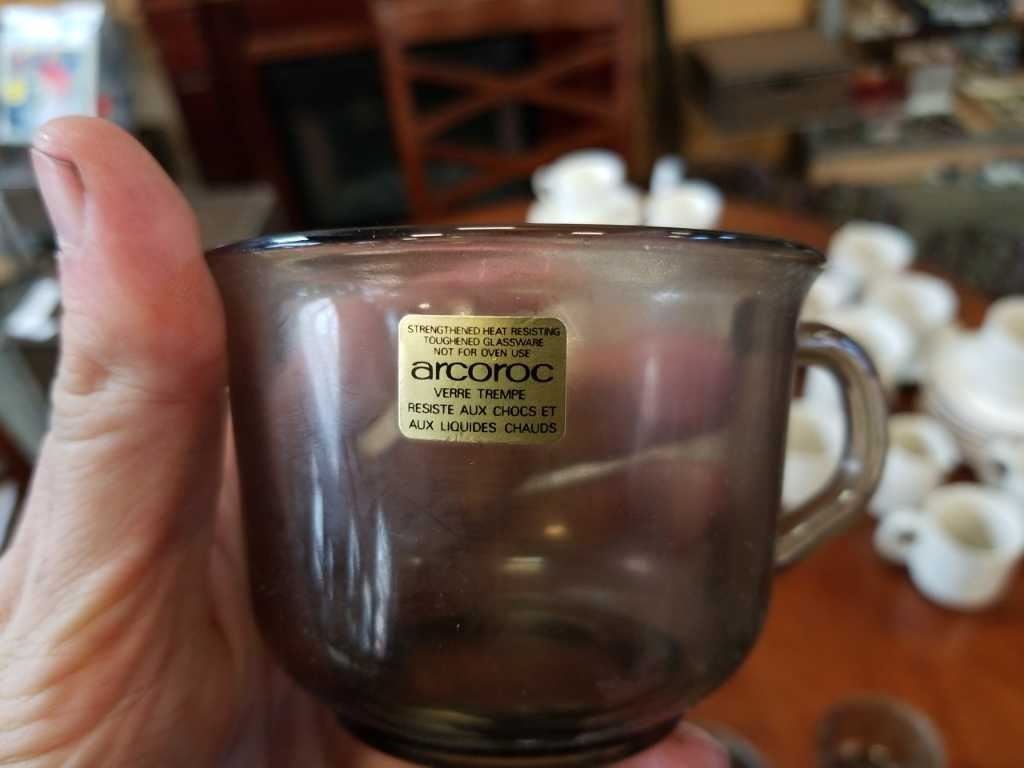 STRENGTHENED HEAT RESISTING
TOUGHENED GLASSWARE
NOT FOR OVEN USE
arcoroc
VERRE TREMPE
RESISTE AUX CHOCS ET
AUX LIQUIDES CHAUDS